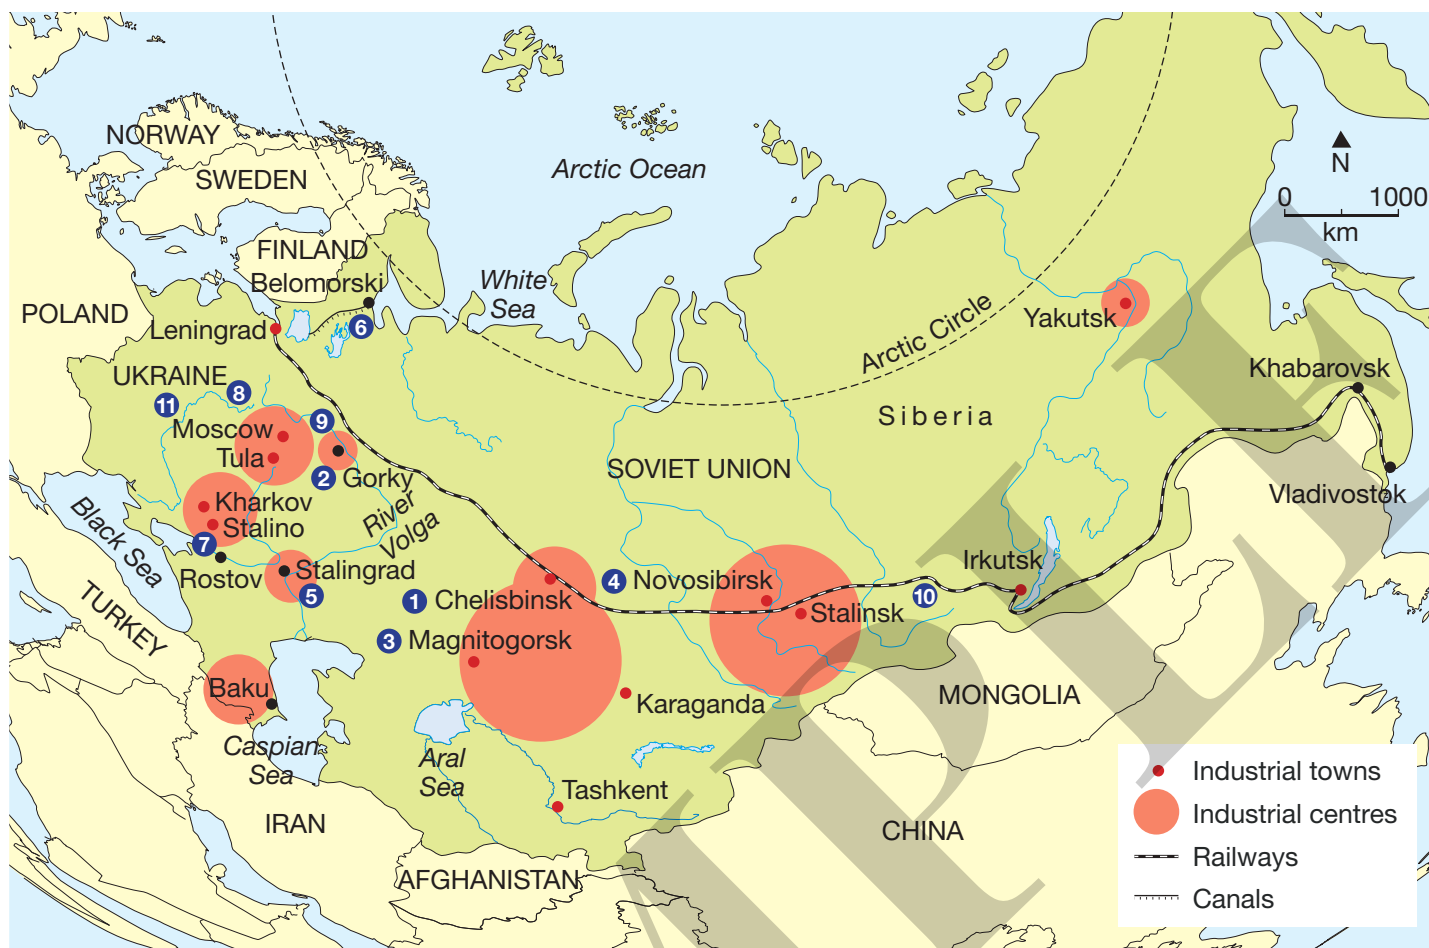 NORWAY
SWEDEN
FINLAND
Belomorski
POLAND
Leningrad
6
White
Sea
Arctic Ocean
N
0 1000
km
Arctic Circle
Yakutsk
Siberia
Khabarovsk
Vladivostok
UKRAINE
8
11
9
Moscow
Tula
2
Gorky
SOVIET UNION
Kharkov
Stalino
7
Rostov
River
Volga
Black Sea
TURKEY
Stalingrad
5
1
Chelisbinsk
4
Novosibirsk
Stalinsk
10
Irkutsk
3
Magnitogorsk
Karaganda
Baku
Caspian
Sea
Aral
Sea
Tashkent
IRAN
AFGHANISTAN
MONGOLIA
CHINA
Industrial towns
Industrial centres
Railways
Canals
MPLE